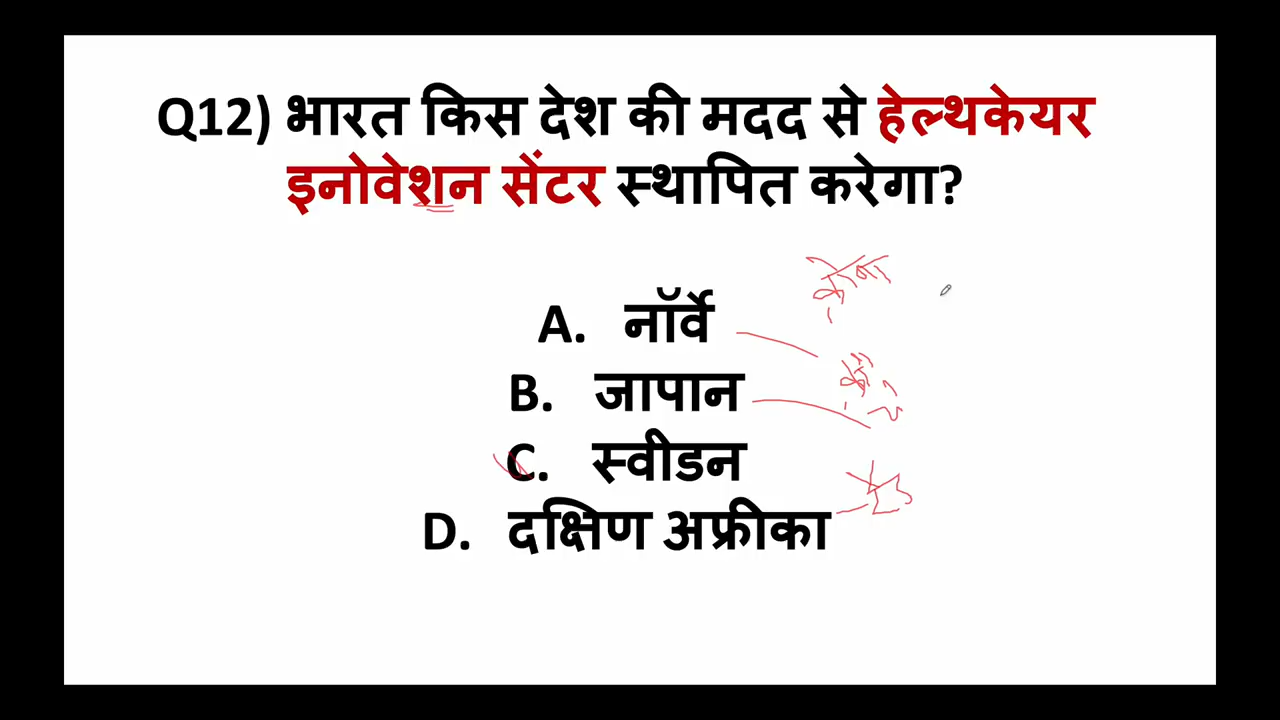 Q12) भारत किस देश की मदद से हेल्थकेयर
इनोवेशन सेंटर स्थापित करेगा?
A. नॉर्वे
B. जापान
C. स्वीडन
D. दक्षिण अफ्रीका